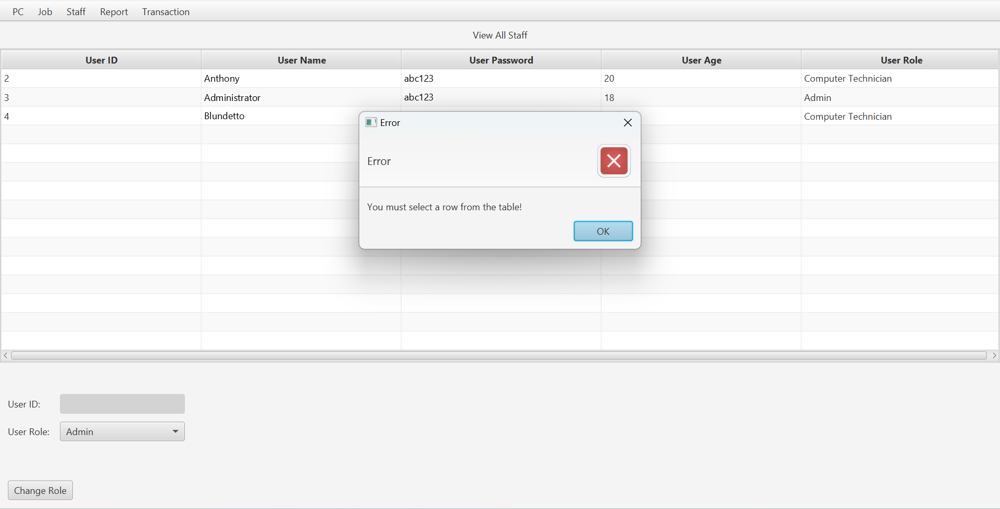 PC Job Staff Report Transaction
View All Staff
User ID User Name User Password User Age User Role
2 Anthony abc123 20 Computer Technician
3 Administrator abc123 18 Admin
4 Blundetto Computer Technician
Error
Error
You must select a row from the table!
OK
User ID:
User Role: Admin
Change Role